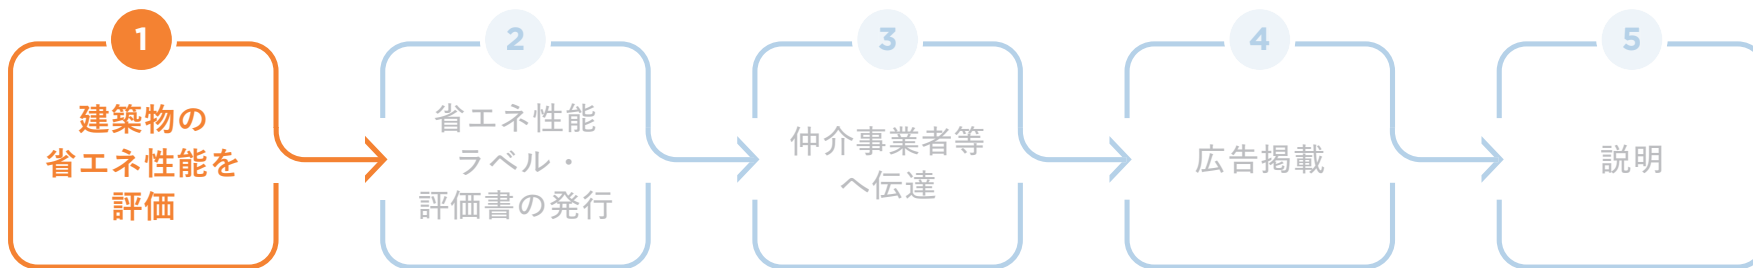 1
建築物の
省エネ性能を
評価
2
省エネ性能
ラベル・
評価書の発行
3
仲介事業者等
へ伝達
4
広告掲載
5
説明